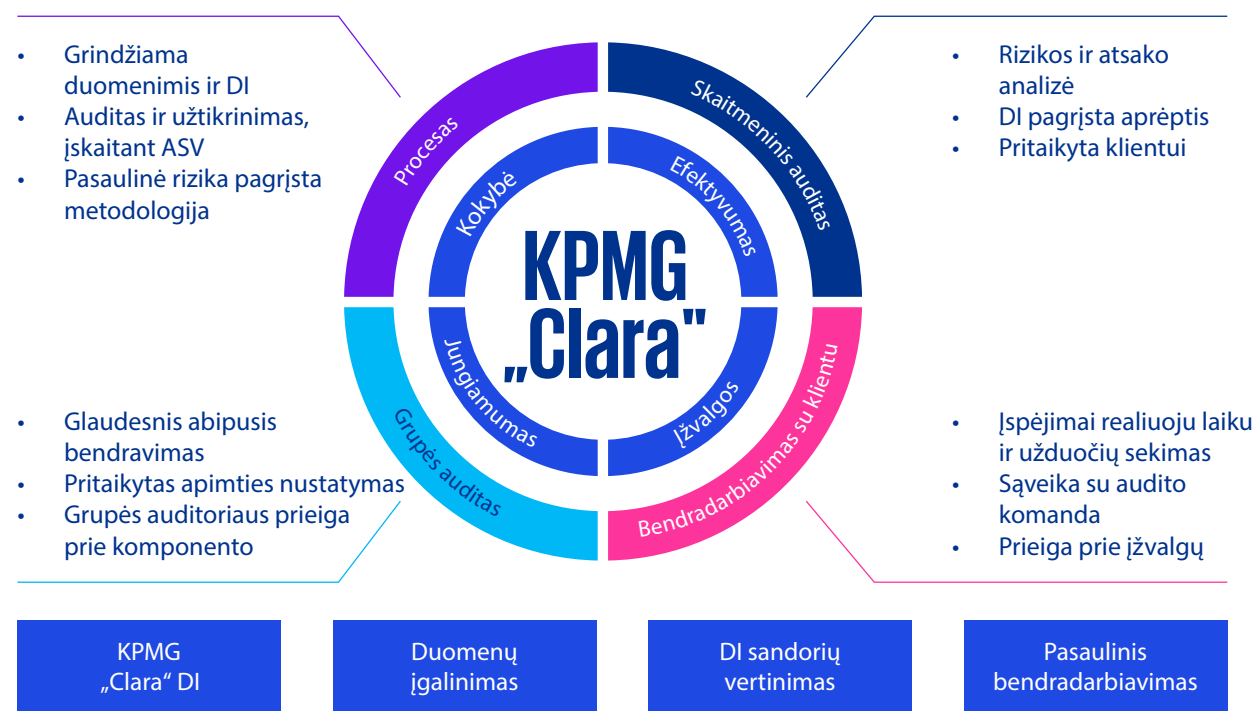 • Grindžiama
duomenimis ir DI
• Auditas ir užtikrinimas,
įskaitant ASV
• Pasaulinė rizika pagrįsta
metodologija
Procesas
Skaitmeninis auditas
• Rizikos ir atsako
analizė
• DI pagrįsta aprėptis
• Pritaikyta klientui
Kokybė
Efektyvumas
KPMG
„Clara"
Jungiamumas
Įžvalgos
• Glaudesnis abipusis
bendravimas
• Pritaikytas apimties nustatymas
• Grupės auditoriaus prieiga
prie komponento
Grupės auditas
Bendradarbiavimas su klientu
• Įspėjimai realiuoju laiku
ir užduočių sekimas
• Sąveika su audito
komanda
• Prieiga prie įžvalgų
KPMG
„Clara“ DI
Duomenų
įgalinimas
DI sandorių
vertinimas
Pasaulinis
bendradarbiavimas